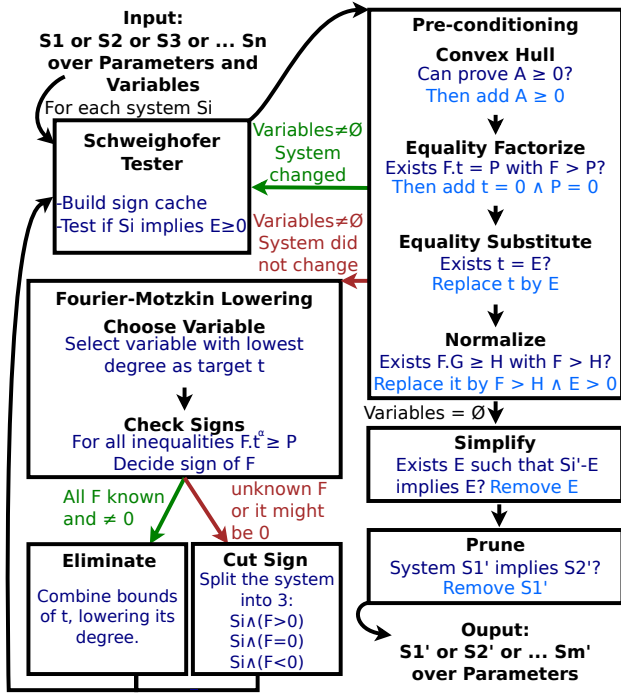 Input:
S1 or S2 or S3 or ... Sn
over Parameters and
Variables
For each system Si
Schweighofer
Tester
-Build sign cache
-Test if Si implies E≥0
Variables≠Ø
System
changed
Variables≠Ø
System did
not change
Pre-conditioning
Convex Hull
Can prove A ≥ 0?
Then add A ≥ 0
Equality Factorize
Exists F.t = P with F > P?
Then add t = 0 ∧ P = 0
Equality Substitute
Exists t = E?
Replace t by E
Normalize
Exists F.G ≥ H with F > H?
Replace it by F > H ∧ E > 0
Variables = Ø
Fourier-Motzkin Lowering
Choose Variable
Select variable with lowest
degree as target t
Check Signs
For all inequalities F.t^α ≥ P
Decide sign of F
All F known
and ≠ 0
unknown F
or it might
be 0
Eliminate
Combine bounds
of t, lowering its
degree.
Cut Sign
Split the system
into 3:
Si∧(F>0)
Si∧(F=0)
Si∧(F<0)
Simplify
Exists E such that Si'-E
implies E? Remove E
Prune
System S1' implies S2'?
Remove S1'
Ouput:
S1' or S2' or ... Sm'
over Parameters